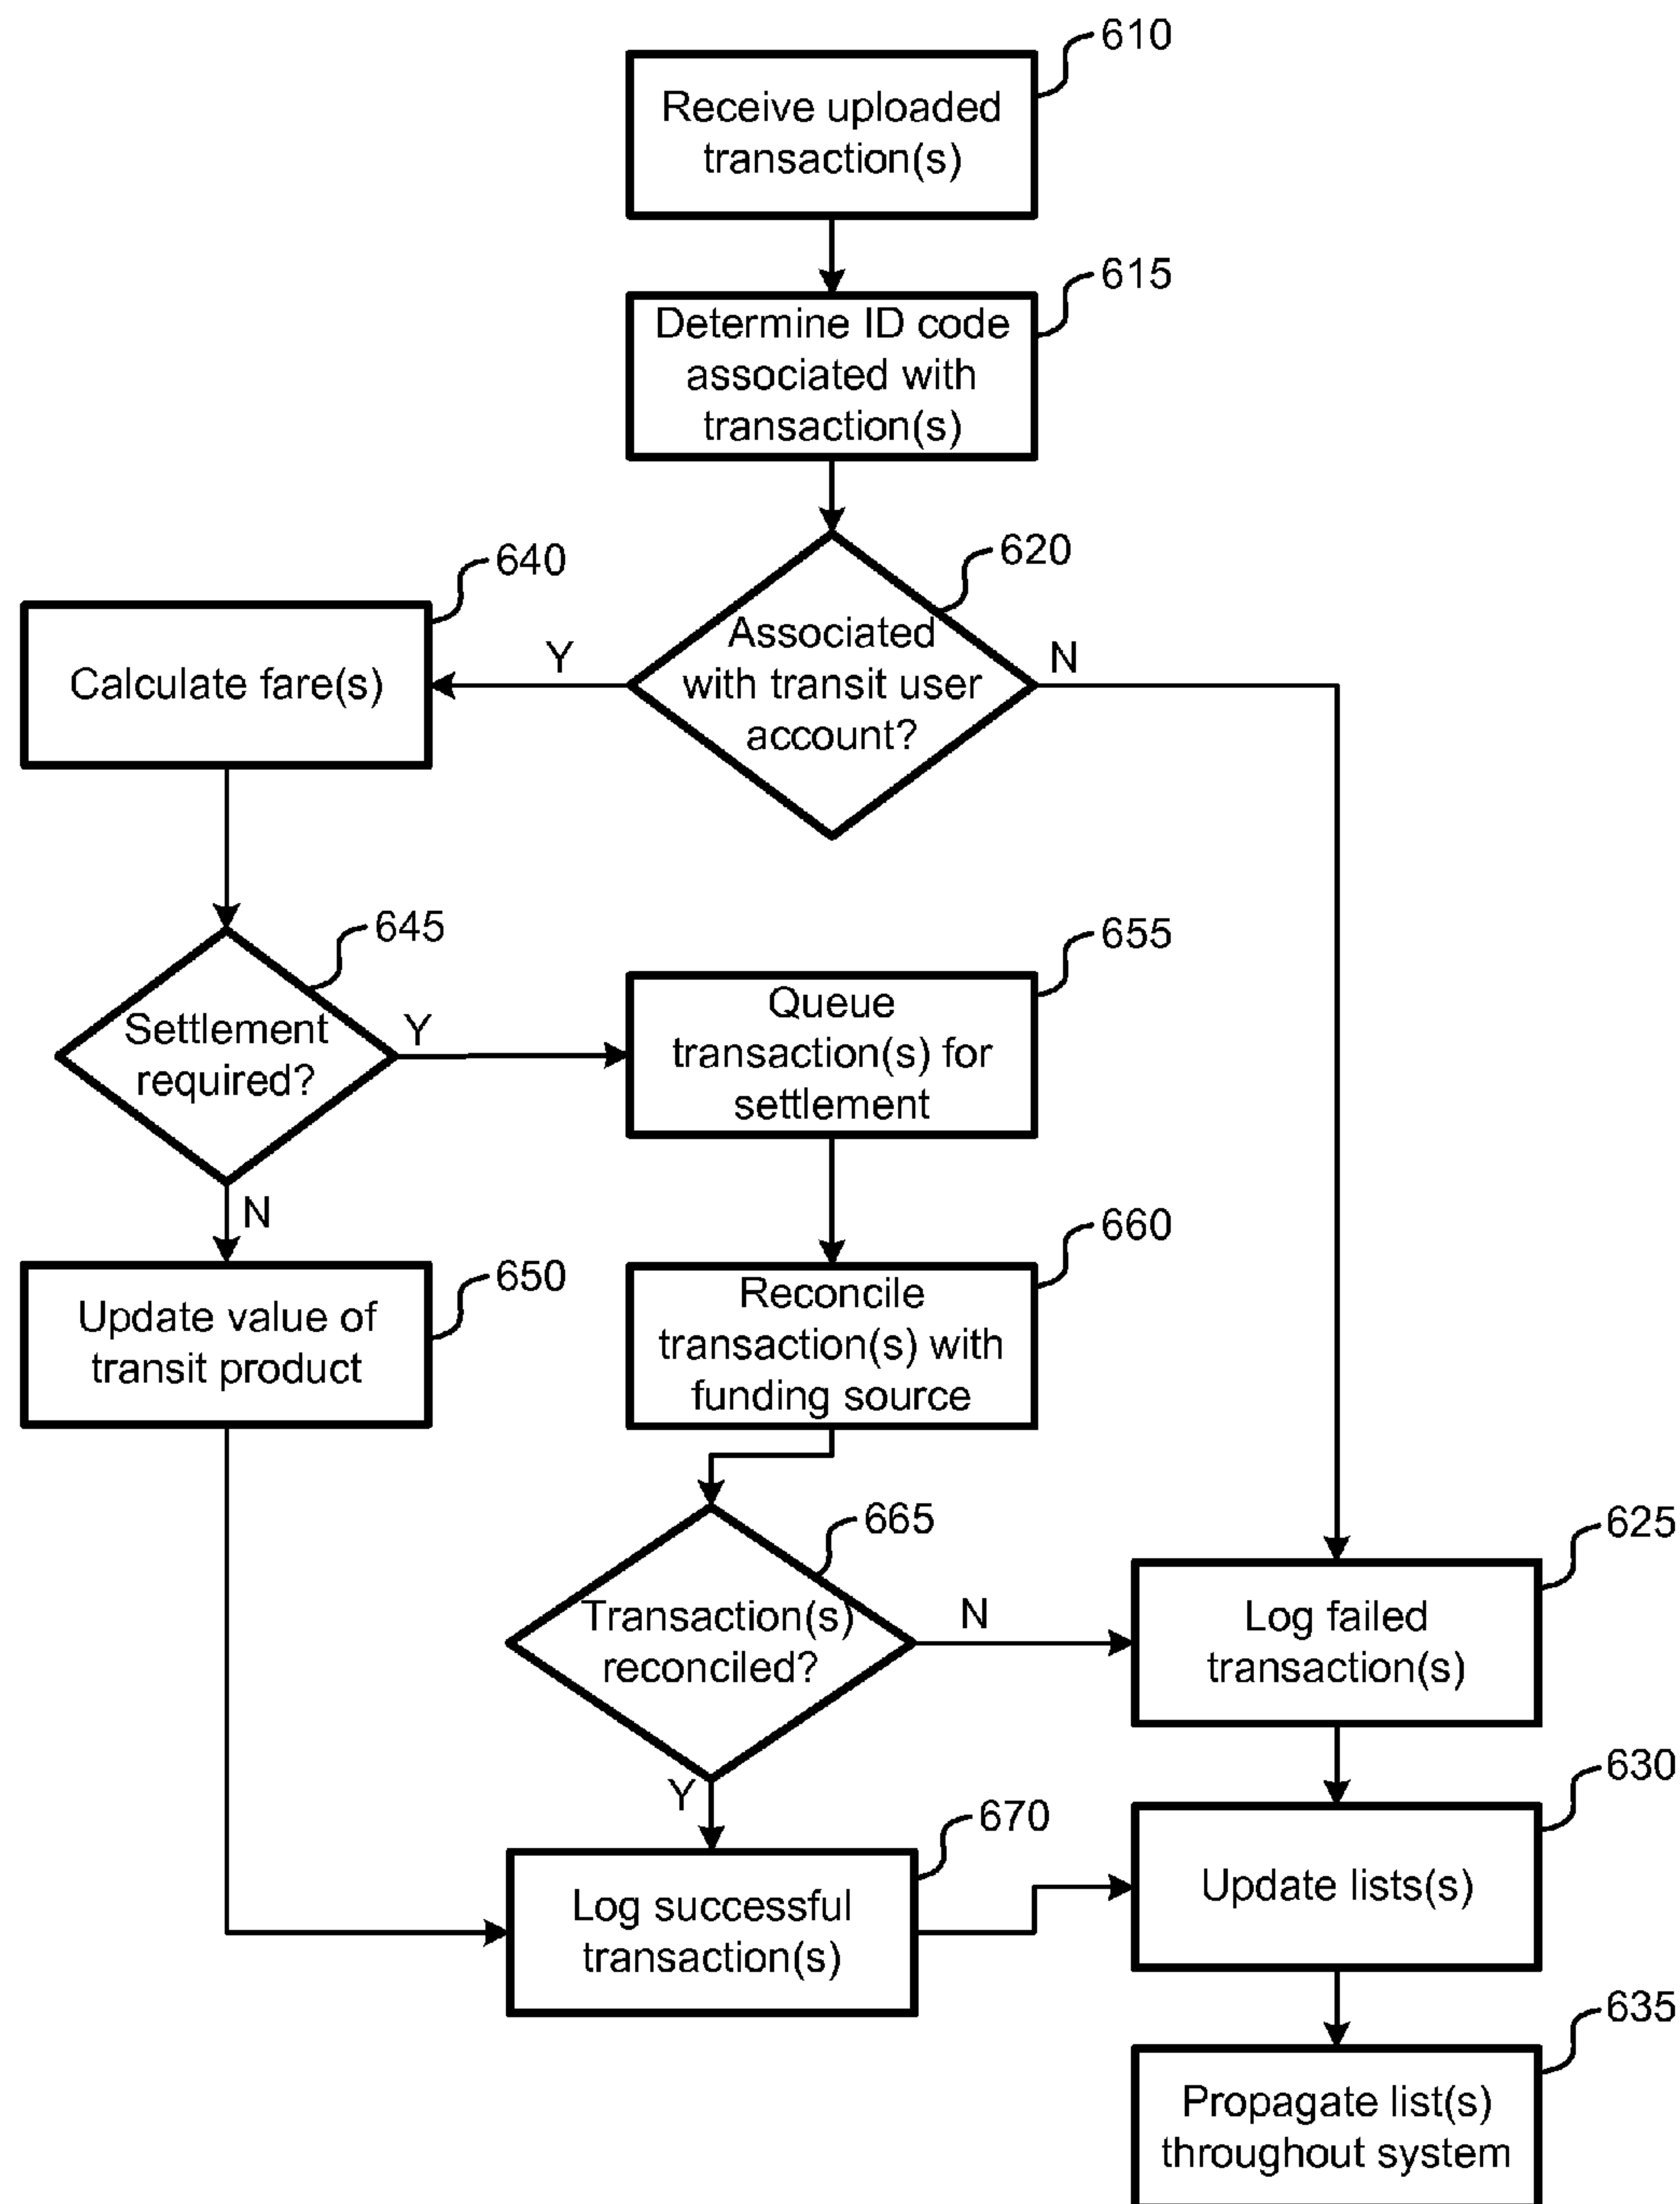 610
Receive uploaded
transaction(s)
615
Determine ID code
associated with
transaction(s)
620
Associated
with transit user
account?
Y
N
640
Calculate fare(s)
645
Settlement
required?
Y
N
655
Queue
transaction(s) for
settlement
650
Update value of
transit product
660
Reconcile
transaction(s) with
funding source
665
Transaction(s)
reconciled?
N
Y
625
Log failed
transaction(s)
670
Log successful
transaction(s)
630
Update lists(s)
635
Propagate list(s)
throughout system